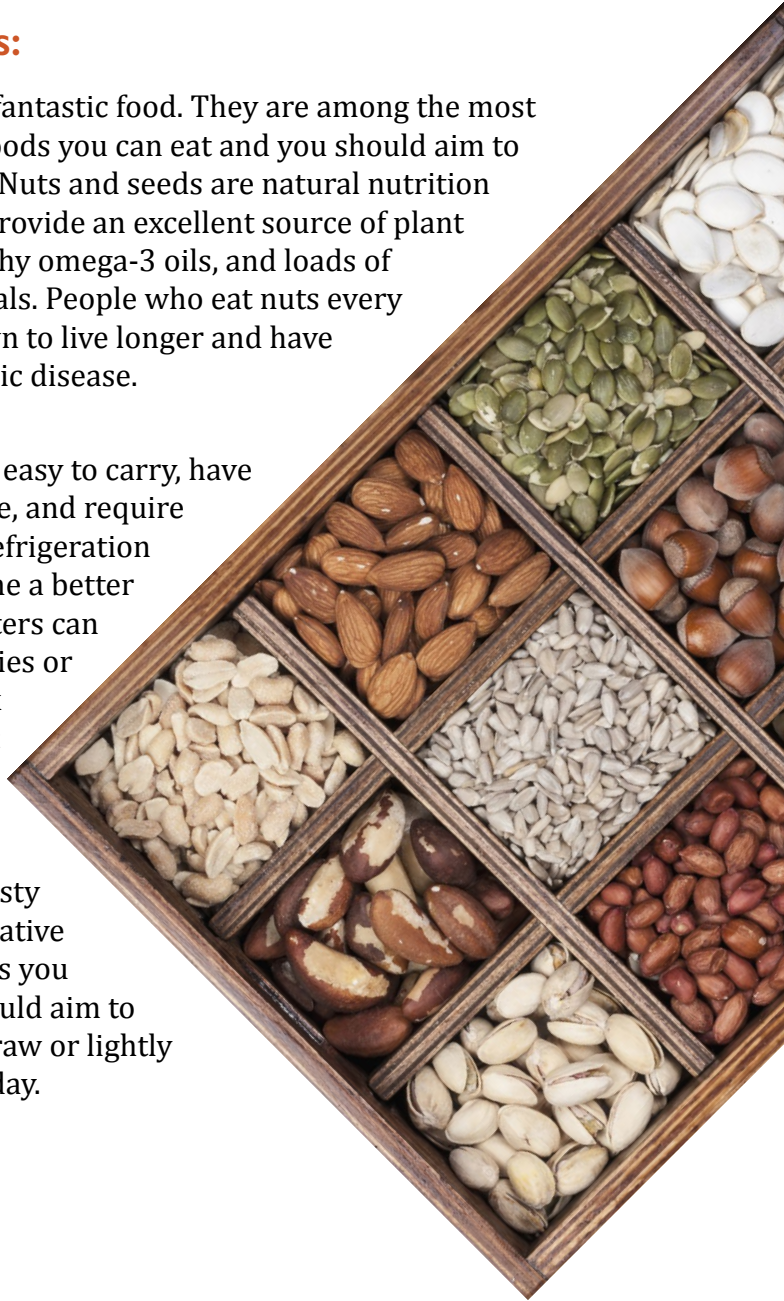 s:
fantastic food. They are among the most
oods you can eat and you should aim to
Nuts and seeds are natural nutrition
rovide an excellent source of plant
hy omega-3 oils, and loads of
als. People who eat nuts every
n to live longer and have
ic disease.
easy to carry, have
e, and require
efrigeration
e a better
ters can
ies or
sty
ative
s you
uld aim to
raw or lightly
day.